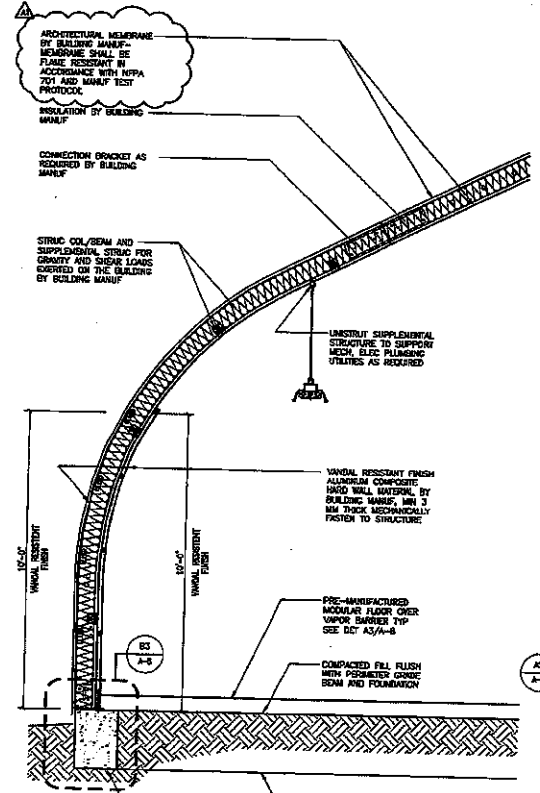 A3
ARCHITECTURAL MEMBRANE
BY BUILDING MANUF-
MEMBRANE SHALL BE
FLAME RESISTANT IN
ACCORDANCE WITH NFPA
701 AND MANUF TEST
PROTOCOL
INSULATION BY BUILDING
MANUF
CONNECTION BRACKET AS
REQUIRED BY BUILDING
MANUF
STRUC COL/BEAM AND
SUPPLEMENTAL STRUC FOR
GRAVITY AND SHEAR LOADS
EXERTED ON THE BUILDING
BY BUILDING MANUF
UNISTRUT SUPPLEMENTAL
STRUCTURE TO SUPPORT
MECH, ELEC PLUMBING
UTILITIES AS REQUIRED
VANDAL RESISTANT FINISH
ALUMINUM COMPOSITE
HARD WALL MATERIAL BY
BUILDING MANUF, MIN 3
MM THICK MECHANICALLY
FASTEN TO STRUCTURE
10'-0"
VANDAL RESISTENT
FINISH
10'-0"
VANDAL RESISTENT
FINISH
PRE-MANUFACTURED
MODULAR FLOOR OVER
VAPOR BARRIER TYP
SEE DET A3/A-8
B3
A-8
COMPACTED FILL FLUSH
WITH PERIMETER GRADE
BEAM AND FOUNDATION